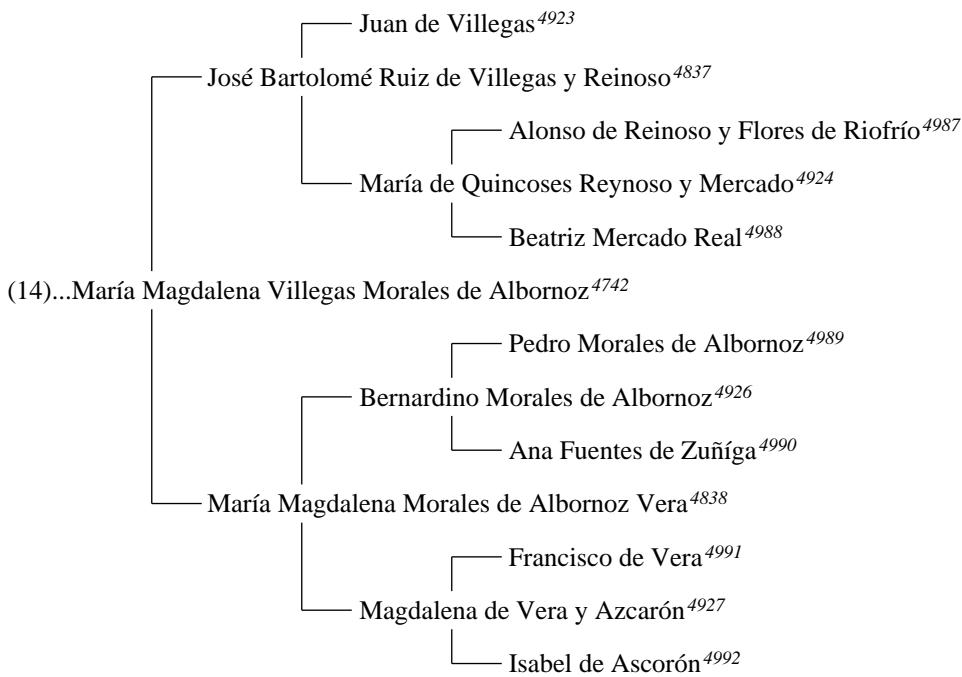 Juan de Villegas4923
José Bartolomé Ruiz de Villegas y Reinoso4837
Alonso de Reinoso y Flores de Riofrío4987
María de Quincoses Reynoso y Mercado4924
Beatriz Mercado Real4988
(14)...María Magdalena Villegas Morales de Albornoz4742
Pedro Morales de Albornoz4989
Bernardino Morales de Albornoz4926
Ana Fuentes de Zuñíga4990
María Magdalena Morales de Albornoz Vera4838
Francisco de Vera4991
Magdalena de Vera y Azcarón4927
Isabel de Ascorón4992